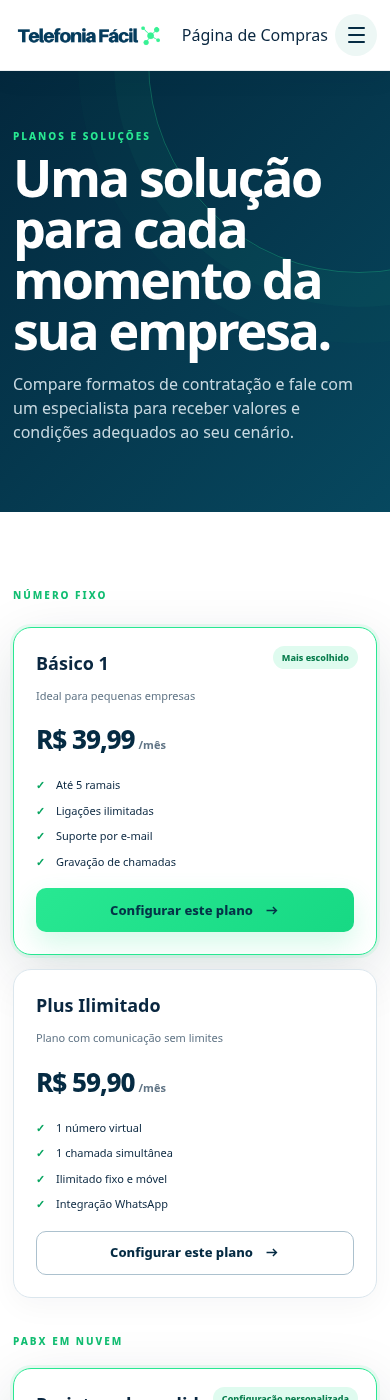 Telefonia Fácil
Página de Compras
PLANOS E SOLUÇÕES
Uma solução
para cada
momento da
sua empresa.
Compare formatos de contratação e fale com
um especialista para receber valores e
condições adequados ao seu cenário.
NÚMERO FIXO
Básico 1
Mais escolhido
Ideal para pequenas empresas
R$ 39,99 /mês
✓ Até 5 ramais
✓ Ligações ilimitadas
✓ Suporte por e-mail
✓ Gravação de chamadas
Configurar este plano →
Plus Ilimitado
Plano com comunicação sem limites
R$ 59,90 /mês
✓ 1 número virtual
✓ 1 chamada simultânea
✓ Ilimitado fixo e móvel
✓ Integração WhatsApp
Configurar este plano →
PABX EM NUVEM
Configuração personalizada